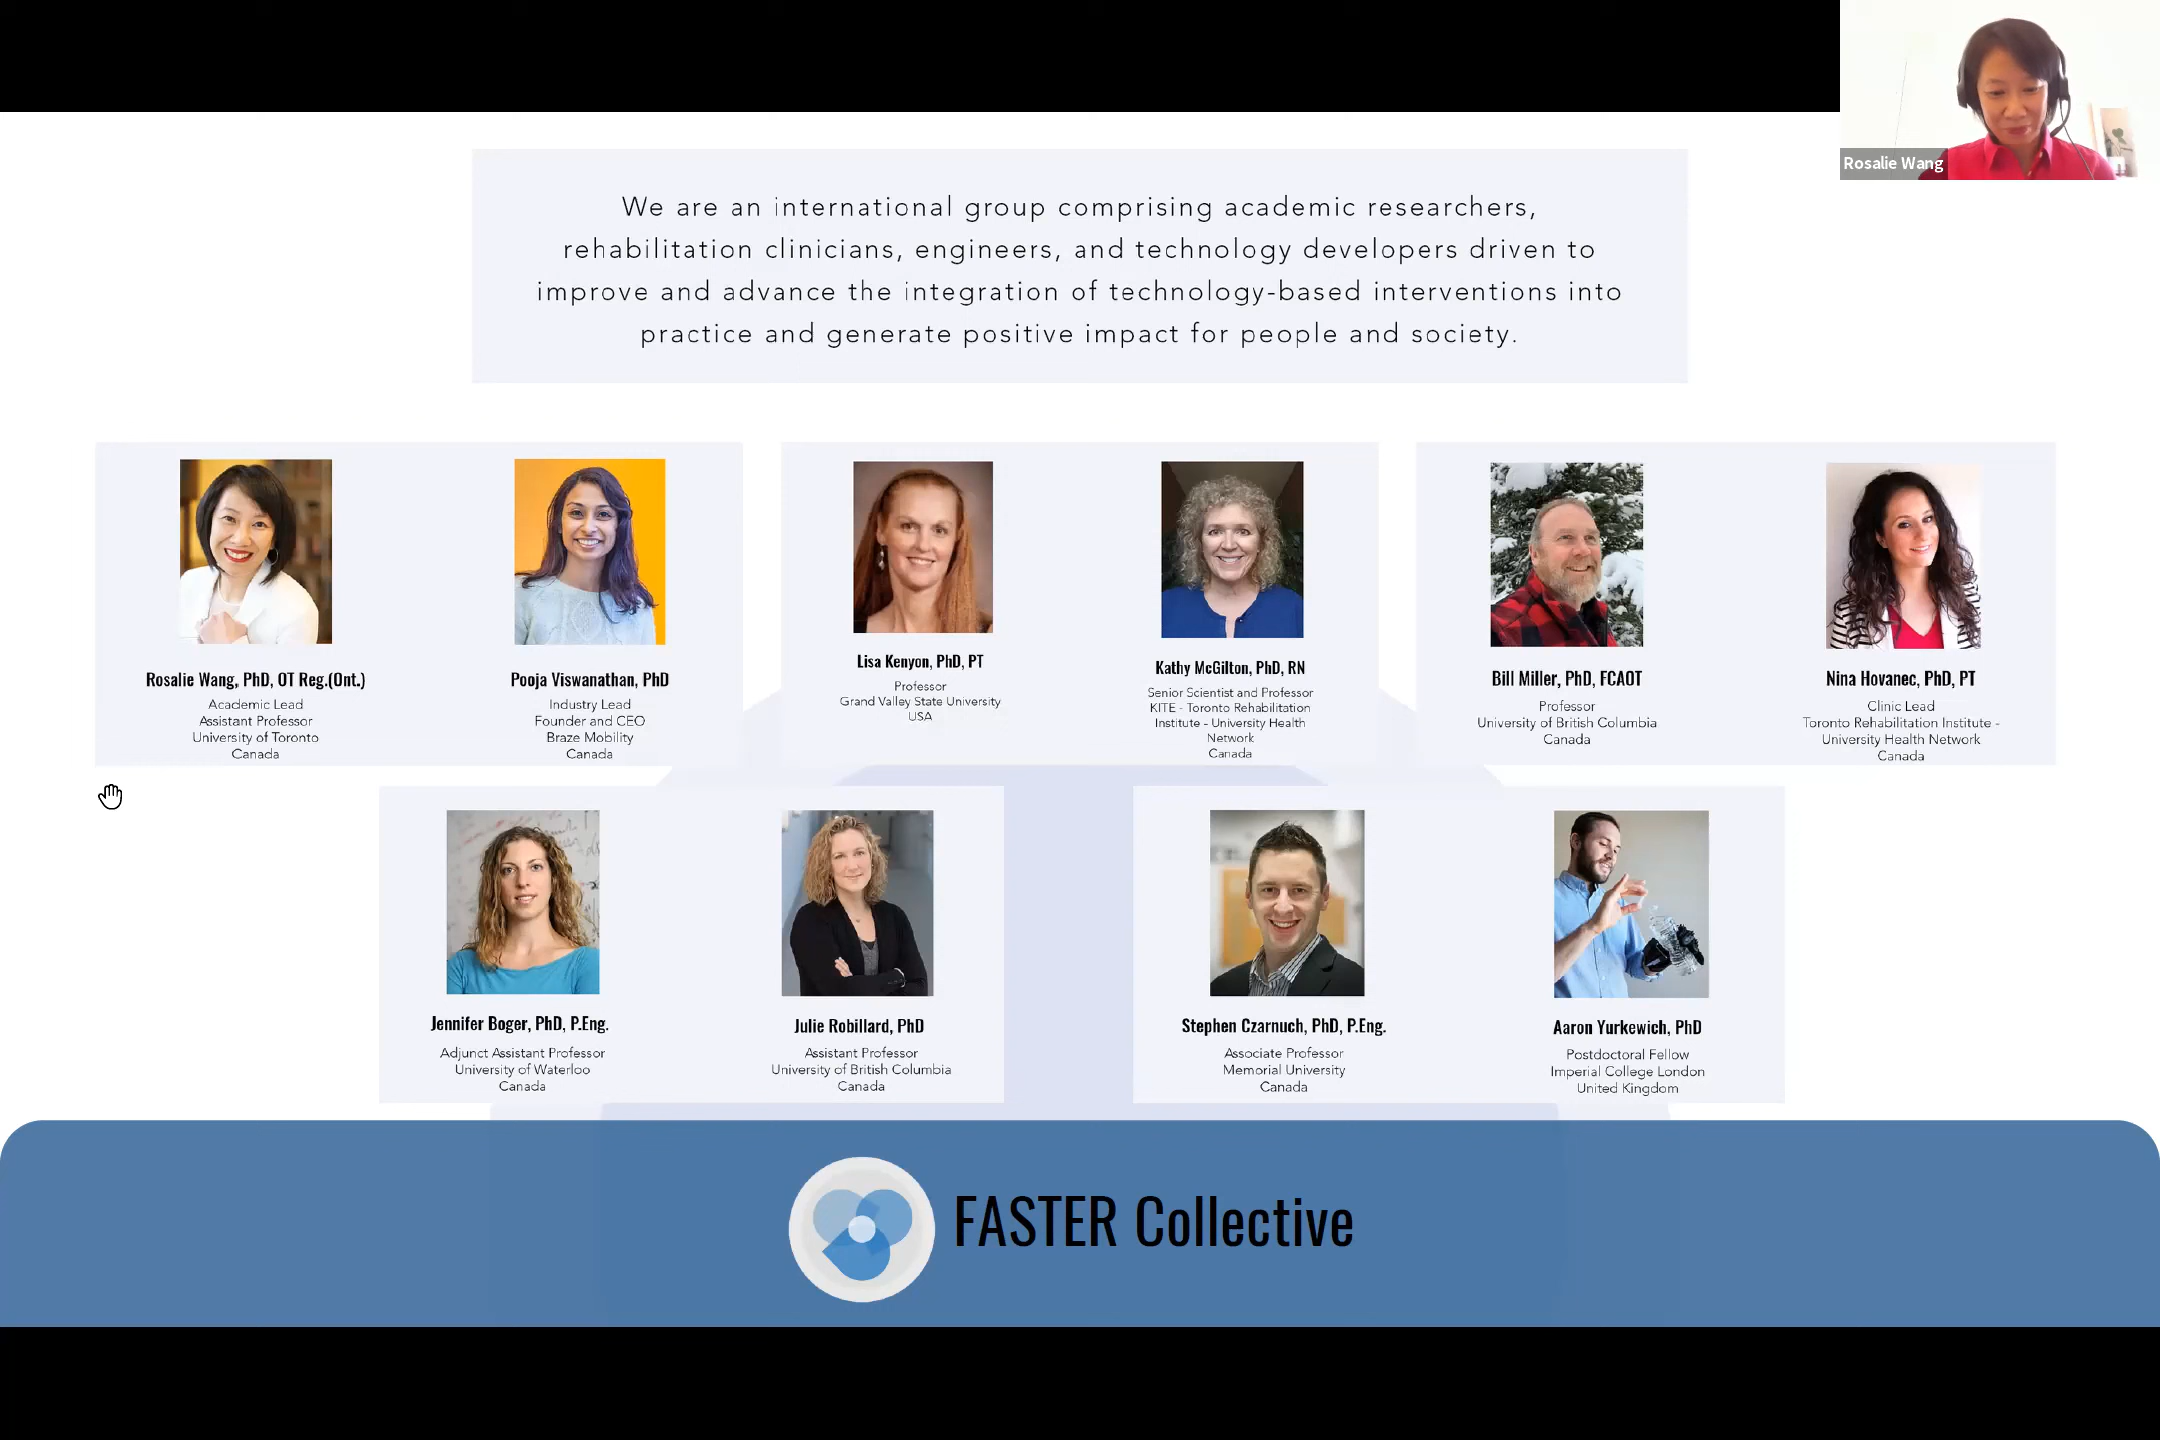 Rosalie Wang
We are an international group comprising academic researchers,
rehabilitation clinicians, engineers, and technology developers driven to
improve and advance the integration of technology-based interventions into
practice and generate positive impact for people and society.
Rosalie Wang, PhD, OT Reg.(Ont.)
Academic Lead
Assistant Professor
University of Toronto
Canada
Pooja Viswanathan, PhD
Industry Lead
Founder and CEO
Braze Mobility
Canada
Lisa Kenyon, PhD, PT
Professor
Grand Valley State University
USA
Kathy McGilton, PhD, RN
Senior Scientist and Professor
KITE - Toronto Rehabilitation
Institute - University Health
Network
Canada
Bill Miller, PhD, FCAOT
Professor
University of British Columbia
Canada
Nina Hovanec, PhD, PT
Clinic Lead
Toronto Rehabilitation Institute -
University Health Network
Canada
Jennifer Boger, PhD, P.Eng.
Adjunct Assistant Professor
University of Waterloo
Canada
Julie Robillard, PhD
Assistant Professor
University of British Columbia
Canada
Stephen Czarnuch, PhD, P.Eng.
Associate Professor
Memorial University
Canada
Aaron Yurkewich, PhD
Postdoctoral Fellow
Imperial College London
United Kingdom
FASTER Collective